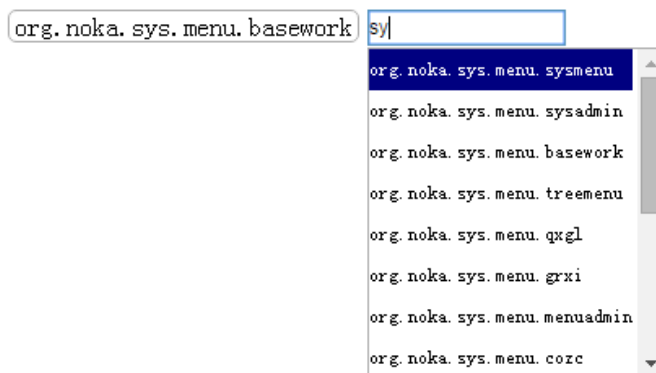 org.noka.sys.menu.basework sy
org.noka.sys.menu.sysmenu
org.noka.sys.menu.sysadmin
org.noka.sys.menu.basework
org.noka.sys.menu.treemenu
org.noka.sys.menu.qxgl
org.noka.sys.menu.grxi
org.noka.sys.menu.menuadmin
org.noka.sys.menu.cozc